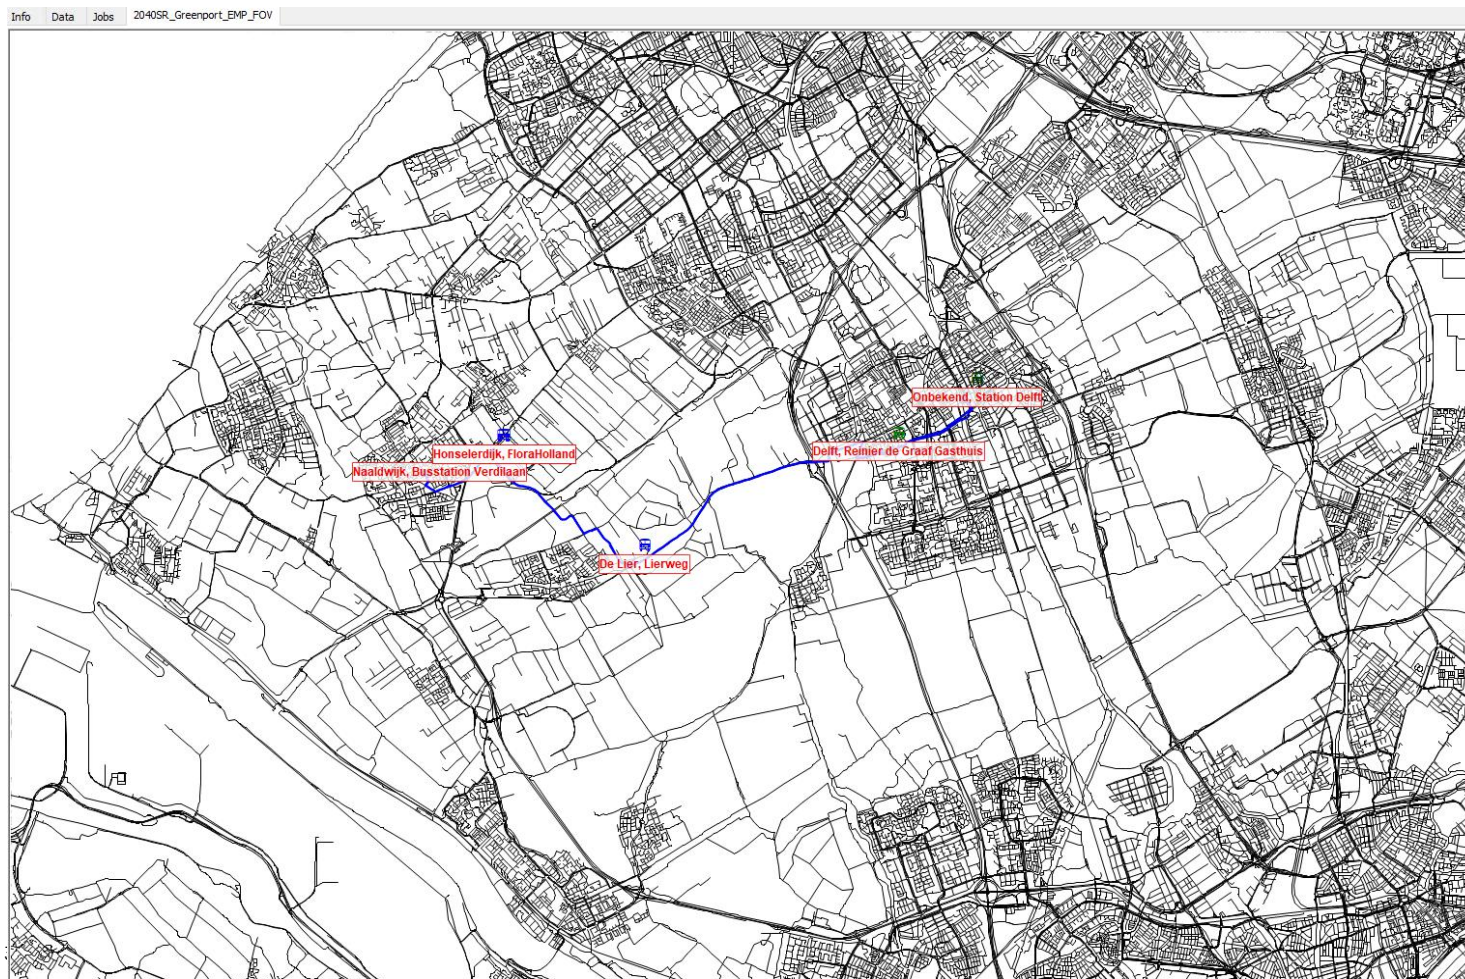 Info Data Jobs 2040SR_Greenport_EMP_FOV
Onbekend, Station Delft
Delft, Reinier de Graaf Gasthuis
Honselerdijk, FloraHolland
Naaldwijk, Busstation Verdilaan
De Lier, Lierweg